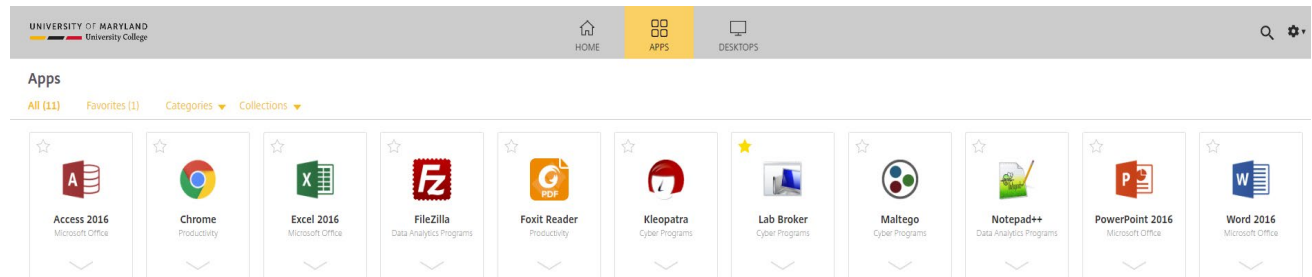 UNIVERSITY OF MARYLAND
University College
HOME
APPS
DESKTOPS
Apps
All (11) Favorites (1) Categories Collections
A X Fz PDF P W
Access 2016 Chrome Excel 2016 FileZilla Foxit Reader Kleopatra Lab Broker Maltego Notepad++ PowerPoint 2016 Word 2016
Microsoft Office Productivity Microsoft Office Data Analytics Programs Productivity Cyber Programs Cyber Programs Cyber Programs Data Analytics Programs Microsoft Office Microsoft Office